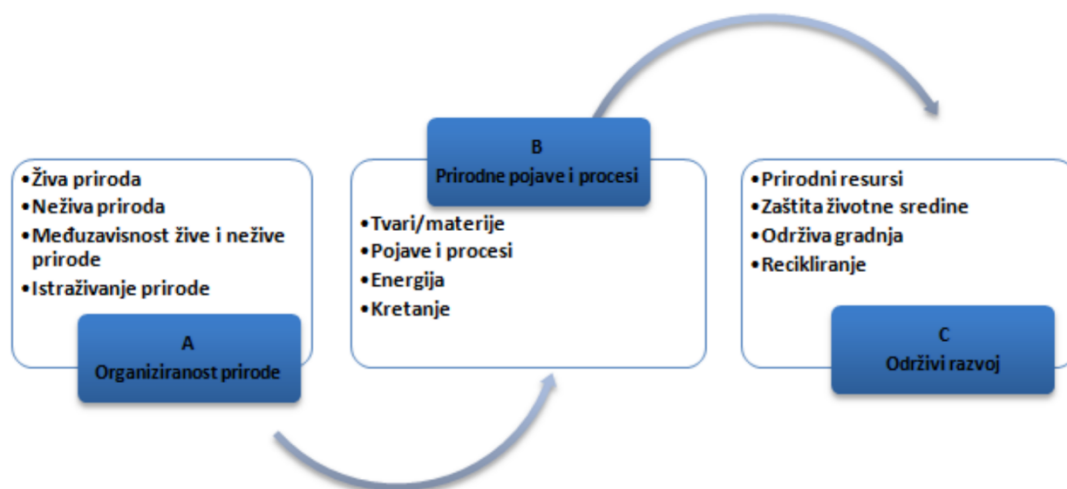 •Živa priroda
•Neživa priroda
•Međuzavisnost žive i nežive
prirode
•Istraživanje prirode
A
Organiziranost prirode
B
Prirodne pojave i procesi
•Tvari/materije
•Pojave i procesi
•Energija
•Kretanje
•Prirodni resursi
•Zaštita životne sredine
•Održiva gradnja
•Recikliranje
C
Održivi razvoj